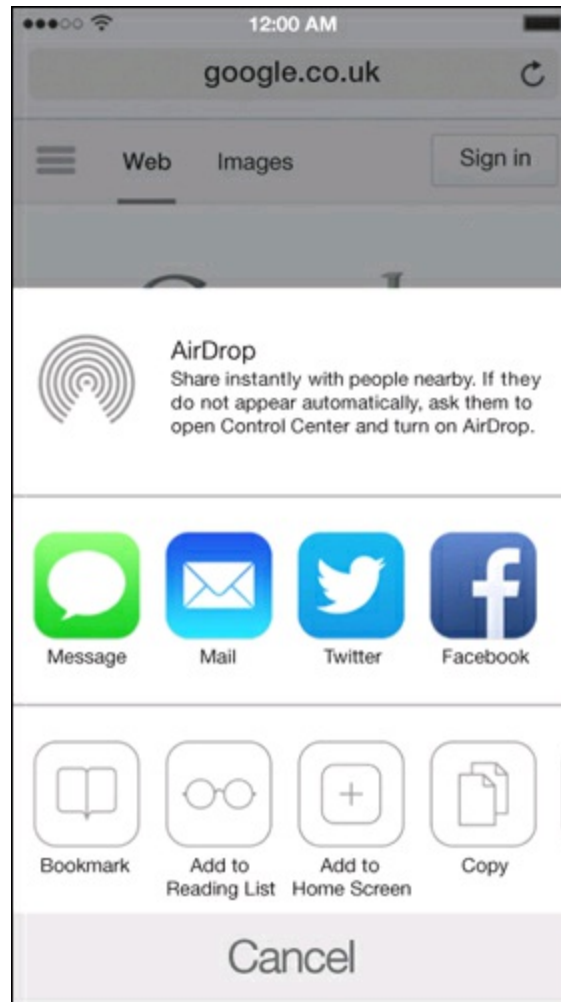 12:00 AM
google.co.uk
Web Images Sign in
AirDrop
Share instantly with people nearby. If they
do not appear automatically, ask them to
open Control Center and turn on AirDrop.
Message Mail Twitter Facebook
Bookmark Add to Reading List Add to Home Screen Copy
Cancel